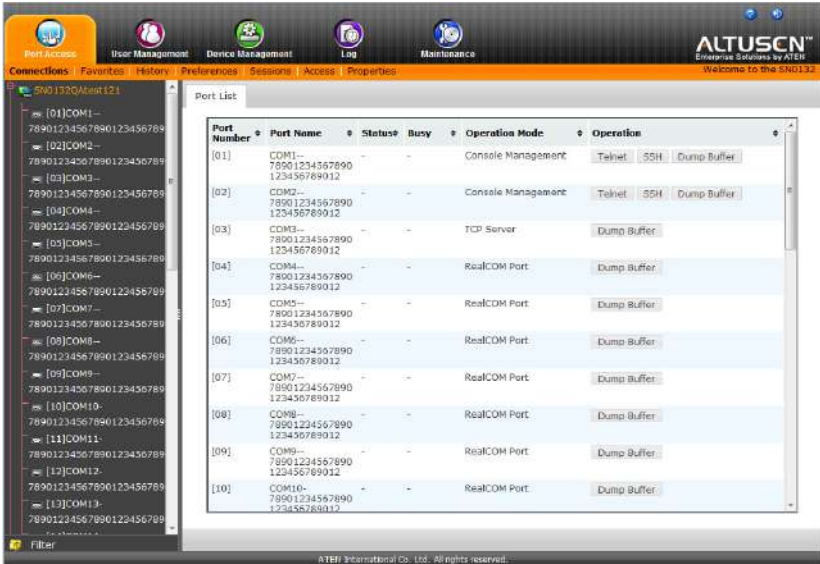 ALTUSCN™
Enterprise Solutions by ATEN
Port Access User Management Device Management Log Maintenance
Connections Favorites History Preferences Sessions Access Properties Welcome to the SN0132
SN0132QAtest121
[01]COM1--
78901234567890123456789
[02]COM2--
78901234567890123456789
[03]COM3--
78901234567890123456789
[04]COM4--
78901234567890123456789
[05]COM5--
78901234567890123456789
[06]COM6--
78901234567890123456789
[07]COM7--
78901234567890123456789
[08]COM8--
78901234567890123456789
[09]COM9--
78901234567890123456789
[10]COM10-
78901234567890123456789
[11]COM11-
78901234567890123456789
[12]COM12-
78901234567890123456789
[13]COM13-
78901234567890123456789
Filter
Port List
Port Number Port Name Status Busy Operation Mode Operation
[01] COM1-- - - Console Management Telnet SSH Dump Buffer
78901234567890
123456789012
[02] COM2-- - - Console Management Telnet SSH Dump Buffer
78901234567890
123456789012
[03] COM3-- - - TCP Server Dump Buffer
78901234567890
123456789012
[04] COM4-- - - RealCOM Port Dump Buffer
78901234567890
123456789012
[05] COM5-- - - RealCOM Port Dump Buffer
78901234567890
123456789012
[06] COM6-- - - RealCOM Port Dump Buffer
78901234567890
123456789012
[07] COM7-- - - RealCOM Port Dump Buffer
78901234567890
123456789012
[08] COM8-- - - RealCOM Port Dump Buffer
78901234567890
123456789012
[09] COM9-- - - RealCOM Port Dump Buffer
78901234567890
123456789012
[10] COM10- - - RealCOM Port Dump Buffer
78901234567890
123456789012
ATEN International Co. Ltd. All rights reserved.